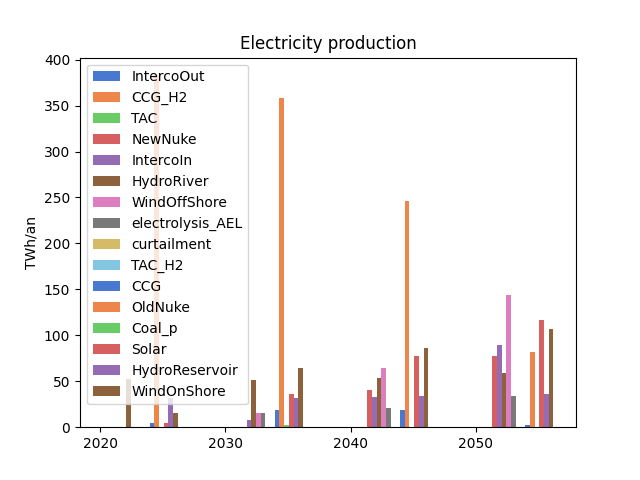 Electricity production
400
350
300
250
200
150
100
50
0
TWh/an
IntercoOut
CCG_H2
TAC
NewNuke
IntercoIn
HydroRiver
WindOffShore
electrolysis_AEL
curtailment
TAC_H2
CCG
OldNuke
Coal_p
Solar
HydroReservoir
WindOnShore
2020 2030 2040 2050